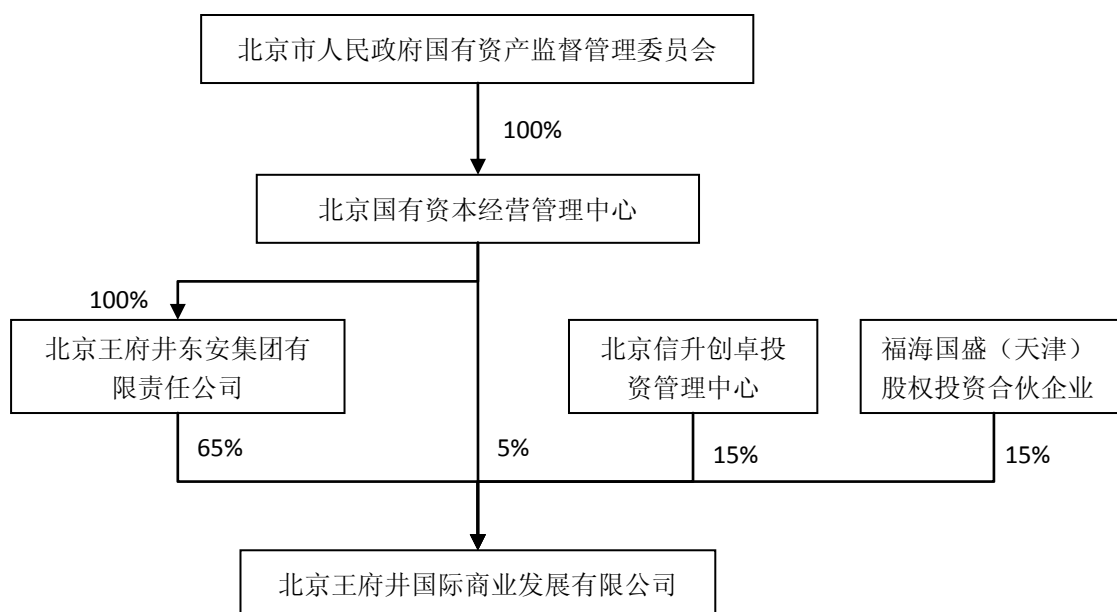 北京市人民政府国有资产监督管理委员会
100%
北京国有资本经营管理中心
100%
北京王府井东安集团有
限责任公司
北京信升创卓投
资管理中心
福海国盛（天津）
股权投资合伙企业
65%
5%
15%
15%
北京王府井国际商业发展有限公司